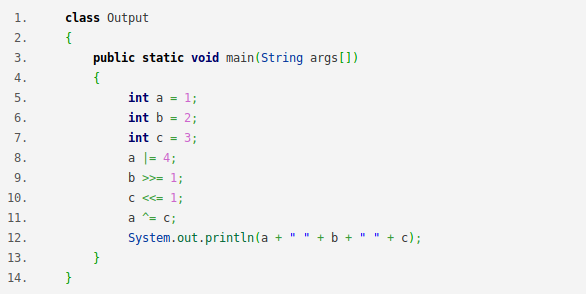 1. class Output
2. {
3. public static void main(String args[])
4. {
5. int a = 1;
6. int b = 2;
7. int c = 3;
8. a |= 4;
9. b >>= 1;
10. c <<= 1;
11. a ^= c;
12. System.out.println(a + " " + b + " " + c);
13. }
14. }